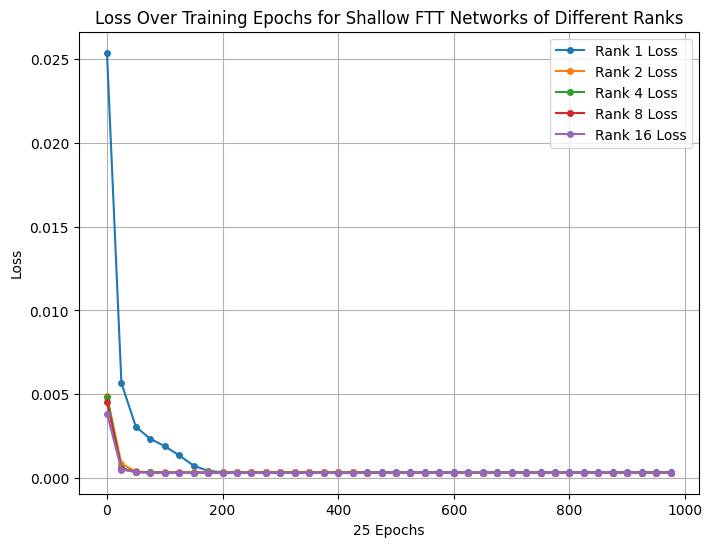 Loss Over Training Epochs for Shallow FTT Networks of Different Ranks
Rank 1 Loss
Rank 2 Loss
Rank 4 Loss
Rank 8 Loss
Rank 16 Loss
Loss
0.025
0.020
0.015
0.010
0.005
0.000
0 200 400 600 800 1000
25 Epochs